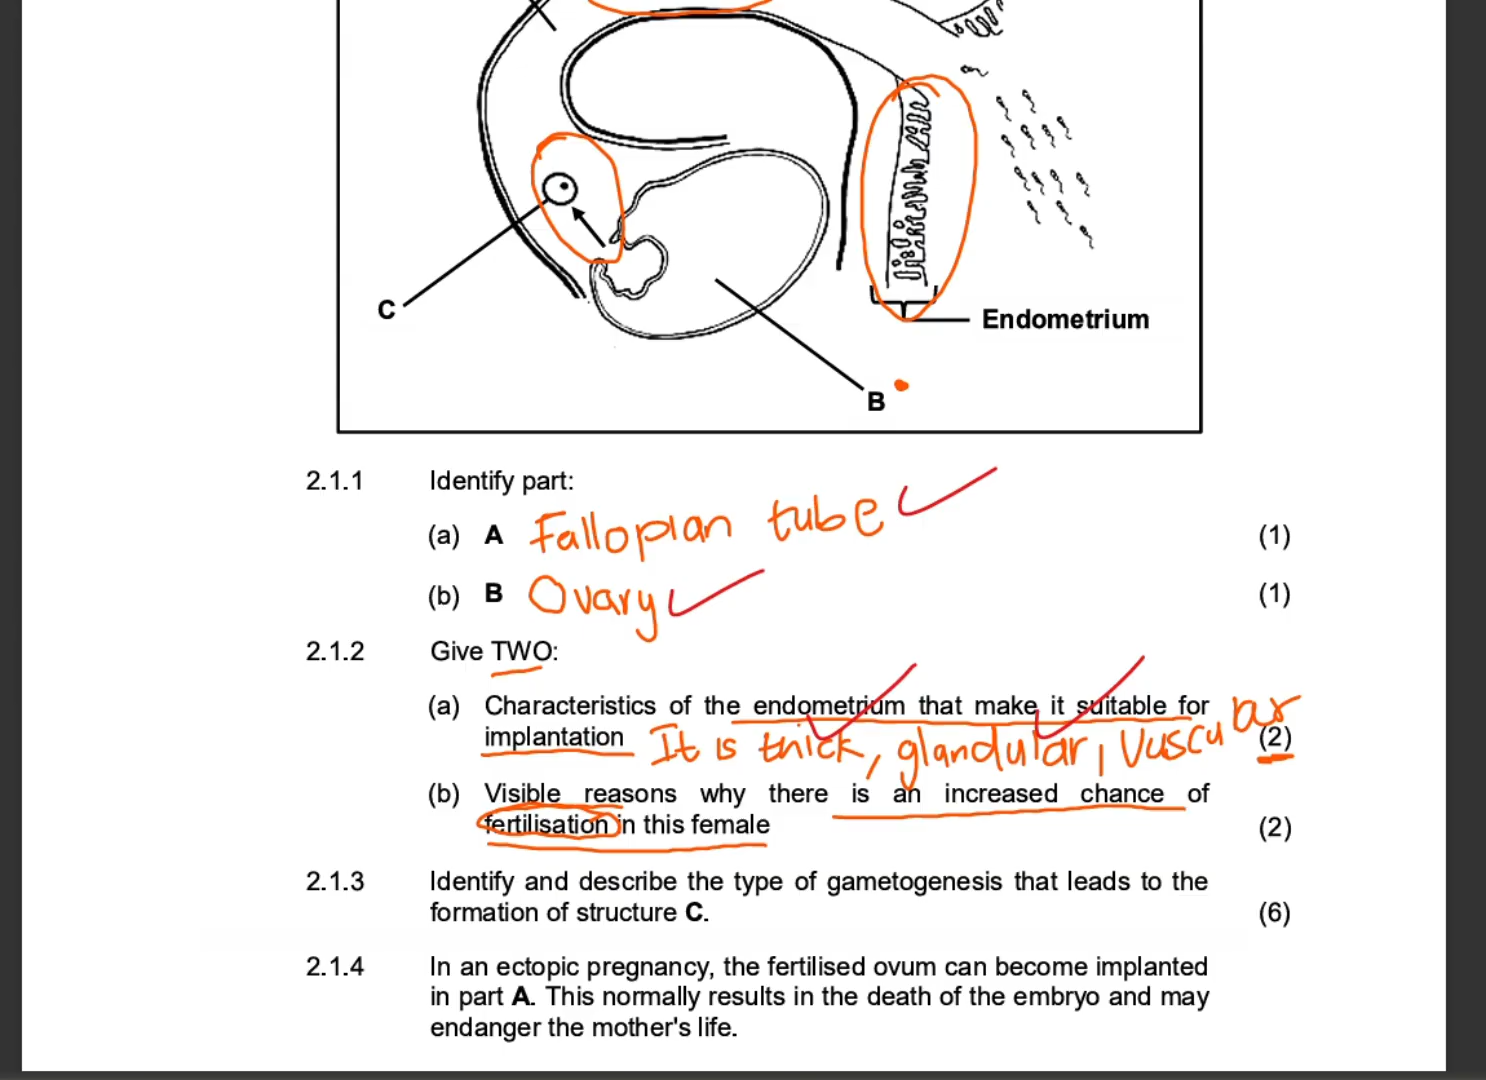 C
Endometrium
B
2.1.1 Identify part:
(a) A Fallopian tube (1)
(b) B Ovary (1)
2.1.2 Give TWO:
(a) Characteristics of the endometrium that make it suitable for
implantation It is thick, glandular, Vuscular (2)
(b) Visible reasons why there is an increased chance of
fertilisation in this female (2)
2.1.3 Identify and describe the type of gametogenesis that leads to the
formation of structure C. (6)
2.1.4 In an ectopic pregnancy, the fertilised ovum can become implanted
in part A. This normally results in the death of the embryo and may
endanger the mother's life.